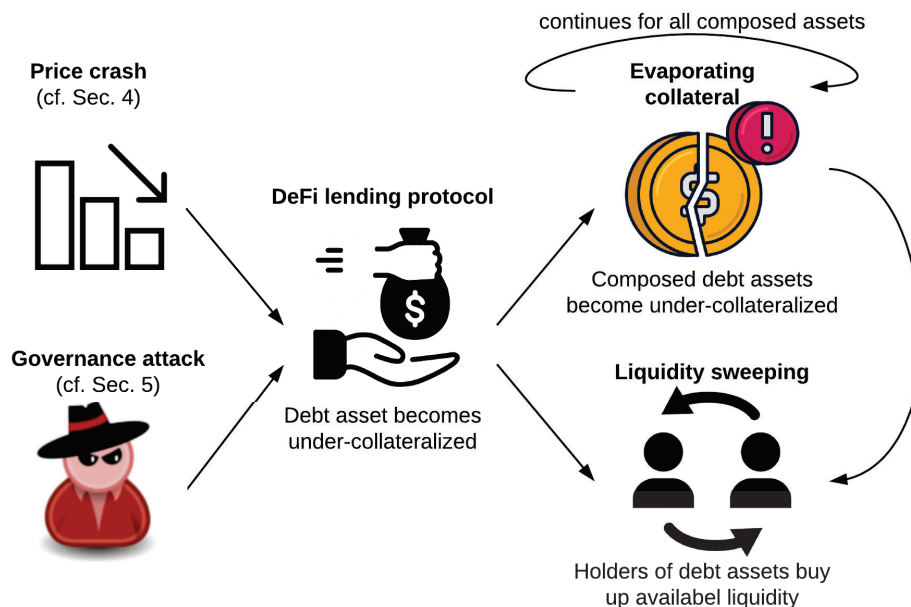 continues for all composed assets
Price crash
(cf. Sec. 4)
Evaporating
collateral
DeFi lending protocol
$
$
!
Composed debt assets
become under-collateralized
Governance attack
(cf. Sec. 5)
Debt asset becomes
under-collateralized
Liquidity sweeping
Holders of debt assets buy
up availabel liquidity